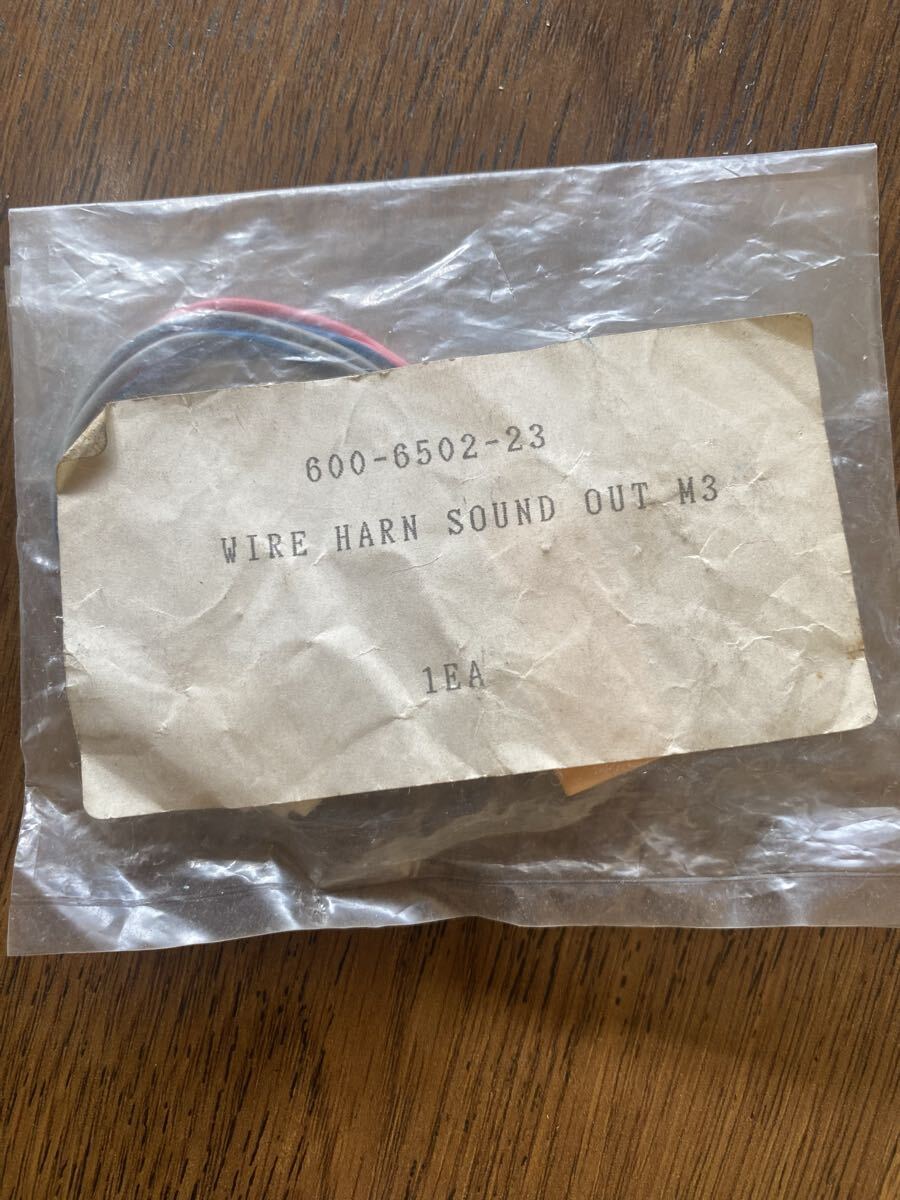 600-6502-23
WIRE HARN SOUND OUT M3
1EA